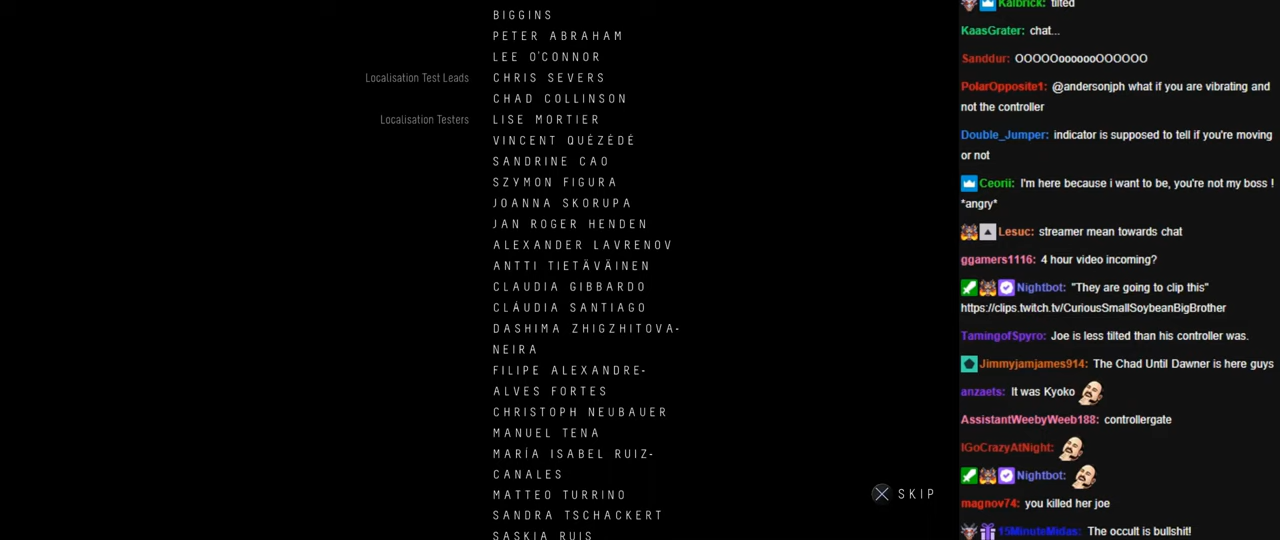 BIGGINS
PETER ABRAHAM
LEE O'CONNOR
Localisation Test Leads CHRIS SEVERS
CHAD COLLINSON
Localisation Testers LISE MORTIER
VINCENT QUÉZÉDÉ
SANDRINE CAO
SZYMON FIGURA
JOANNA SKORUPA
JAN ROGER HENDEN
ALEXANDER LAVRENOV
ANTTI TIETÄVÄINEN
CLAUDIA GIBBARDO
CLÁUDIA SANTIAGO
DASHIMA ZHIGZHITOVA-
NEIRA
FILIPE ALEXANDRE-
ALVES FORTES
CHRISTOPH NEUBAUER
MANUEL TENA
MARÍA ISABEL RUIZ-
CANALES
MATTEO TURRINO
SANDRA TSCHACKERT
SASKIA RUIS
SKIP
Kalbrick: tilted
KaasGrater: chat...
Sanddur: OOOOOooooooOOOOOO
PolarOpposite1: @andersonjph what if you are vibrating and
not the controller
Double_Jumper: indicator is supposed to tell if you're moving
or not
Ceorii: I'm here because i want to be, you're not my boss !
*angry*
Lesuc: streamer mean towards chat
ggamers1116: 4 hour video incoming?
Nightbot: "They are going to clip this"
https://clips.twitch.tv/CuriousSmallSoybeanBigBrother
TamingofSpyro: Joe is less tilted than his controller was.
Jimmyjamjames914: The Chad Until Dawner is here guys
anzaets: It was Kyoko
AssistantWeebyWeeb188: controllergate
IGoCrazyAtNight:
Nightbot:
magnov74: you killed her joe
15MinuteMidas: The occult is bullshit!